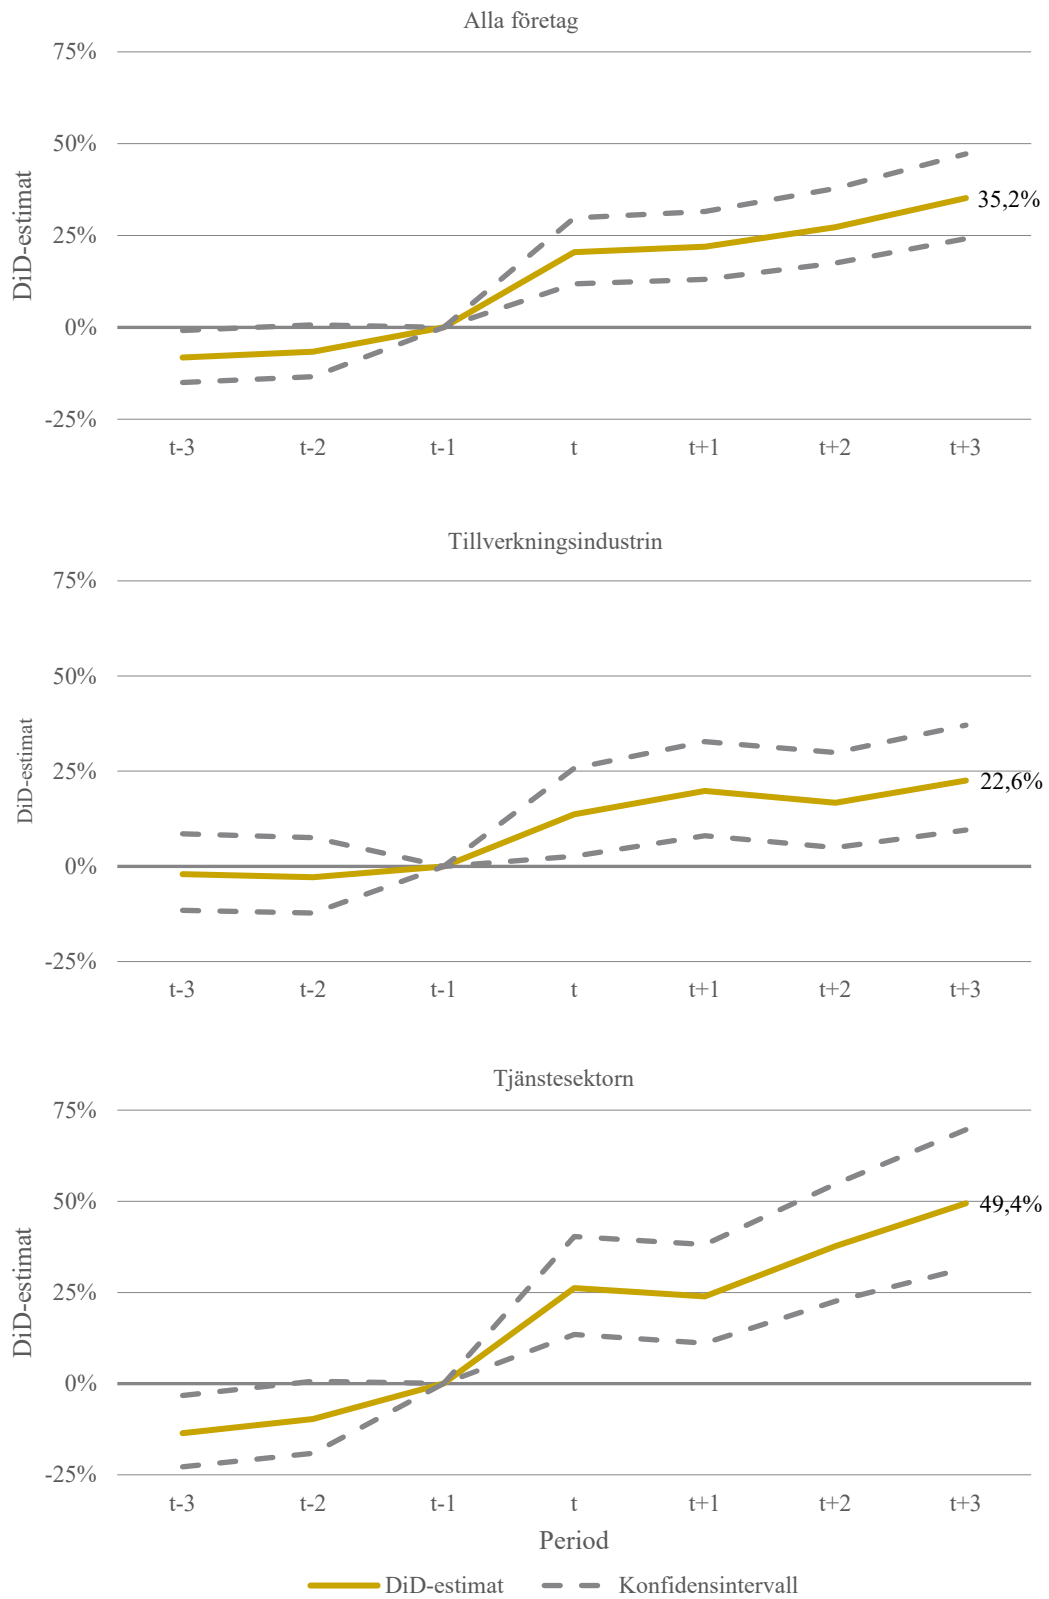 Alla företag
75%
50%
25%
0%
-25%
DiD-estimat
35,2%
t-3 t-2 t-1 t t+1 t+2 t+3
Tillverkningsindustrin
75%
50%
25%
0%
-25%
DiD-estimat
22,6%
t-3 t-2 t-1 t t+1 t+2 t+3
Tjänstesektorn
75%
50%
25%
0%
-25%
DiD-estimat
49,4%
t-3 t-2 t-1 t t+1 t+2 t+3
Period
DiD-estimat Konfidensintervall